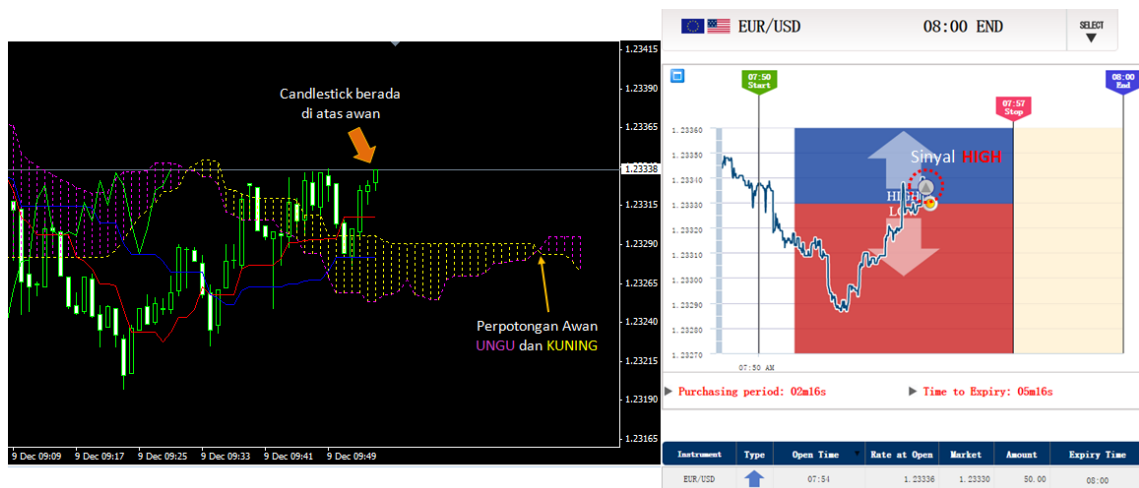 EUR/USD
08:00 END
SELECT
▼
1.23415
1.23390
1.23365
1.23338
1.23315
1.23290
1.23265
1.23240
1.23215
1.23190
1.23165
Candlestick berada
di atas awan
Perpotongan Awan
UNGU dan KUNING
9 Dec 09:09
9 Dec 09:17
9 Dec 09:25
9 Dec 09:33
9 Dec 09:41
9 Dec 09:49
07:50
Start
07:57
Stop
08:00
End
1.23360
1.23350
1.23340
1.23330
1.23320
1.23310
1.23300
1.23290
1.23280
1.23270
Sinyal HIGH
HIGH
LOW
07:50 AM
Purchasing period: 02m16s
Time to Expiry: 05m16s
Instrument Type Open Time Rate at Open Market Amount Expiry Time
EUR/USD 07:54 1.23336 1.23330 50.00 08:00